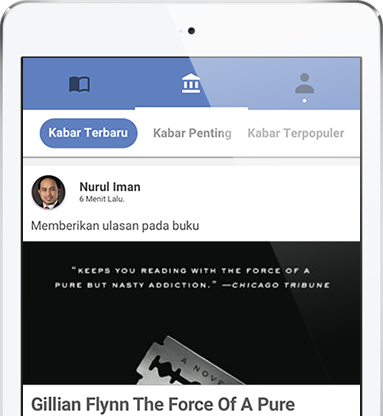 Kabar Terbaru Kabar Penting Kabar Terpopuler
Nurul Iman
6 Menit Lalu.
Memberikan ulasan pada buku
“KEEPS YOU READING WITH THE FORCE OF A
PURE BUT NASTY ADDICTION.” —CHICAGO TRIBUNE
A NOVEL
Gillian Flynn The Force Of A Pure